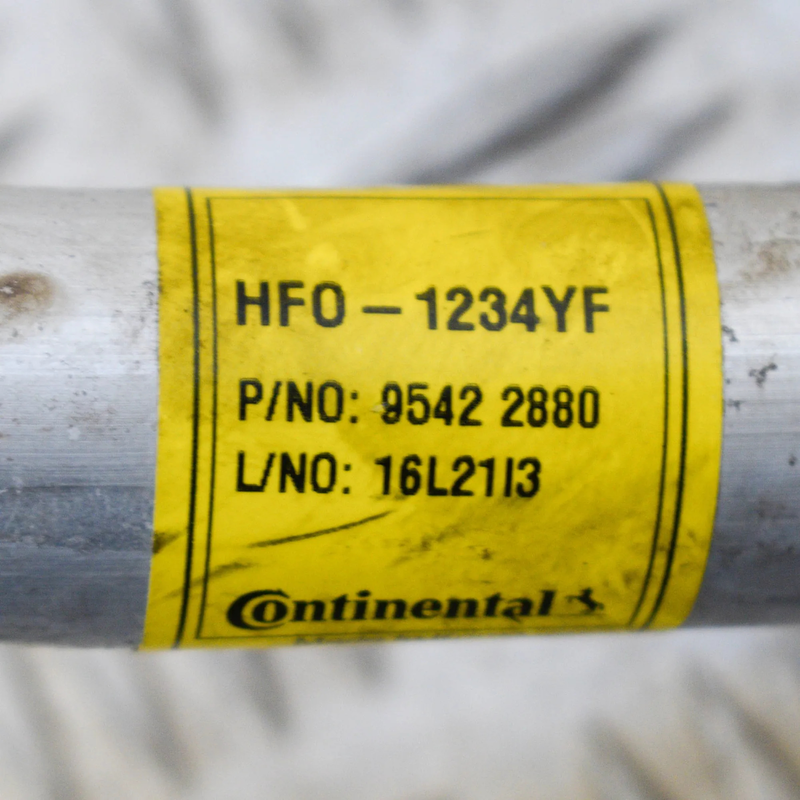 HFO - 1234YF
P/NO: 9542 2880
L/NO: 16L21I3
Continental